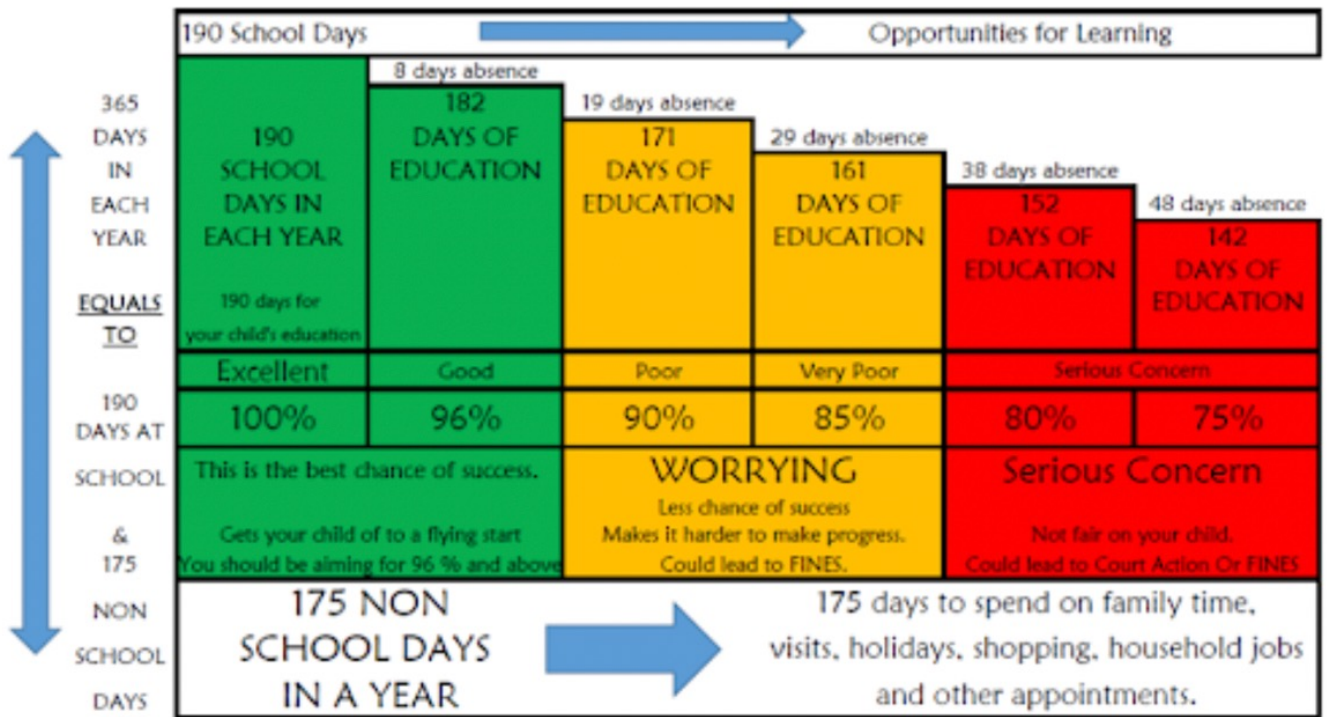 190 School Days
Opportunities for Learning
365
DAYS
IN
EACH
YEAR
EQUALS
TO
190
DAYS AT
SCHOOL
&
175
NON
SCHOOL
DAYS
190
SCHOOL
DAYS IN
EACH YEAR
190 days for
your child's education
8 days absence
182
DAYS OF
EDUCATION
19 days absence
171
DAYS OF
EDUCATION
29 days absence
161
DAYS OF
EDUCATION
38 days absence
152
DAYS OF
EDUCATION
48 days absence
142
DAYS OF
EDUCATION
Excellent
Good
Poor
Very Poor
Serious Concern
100%
96%
90%
85%
80%
75%
This is the best chance of success.
Gets your child of to a flying start
You should be aiming for 96 % and above
WORRYING
Less chance of success
Makes it harder to make progress.
Could lead to FINES.
Serious Concern
Not fair on your child.
Could lead to Court Action Or FINES
175 NON
SCHOOL DAYS
IN A YEAR
175 days to spend on family time,
visits, holidays, shopping, household jobs
and other appointments.